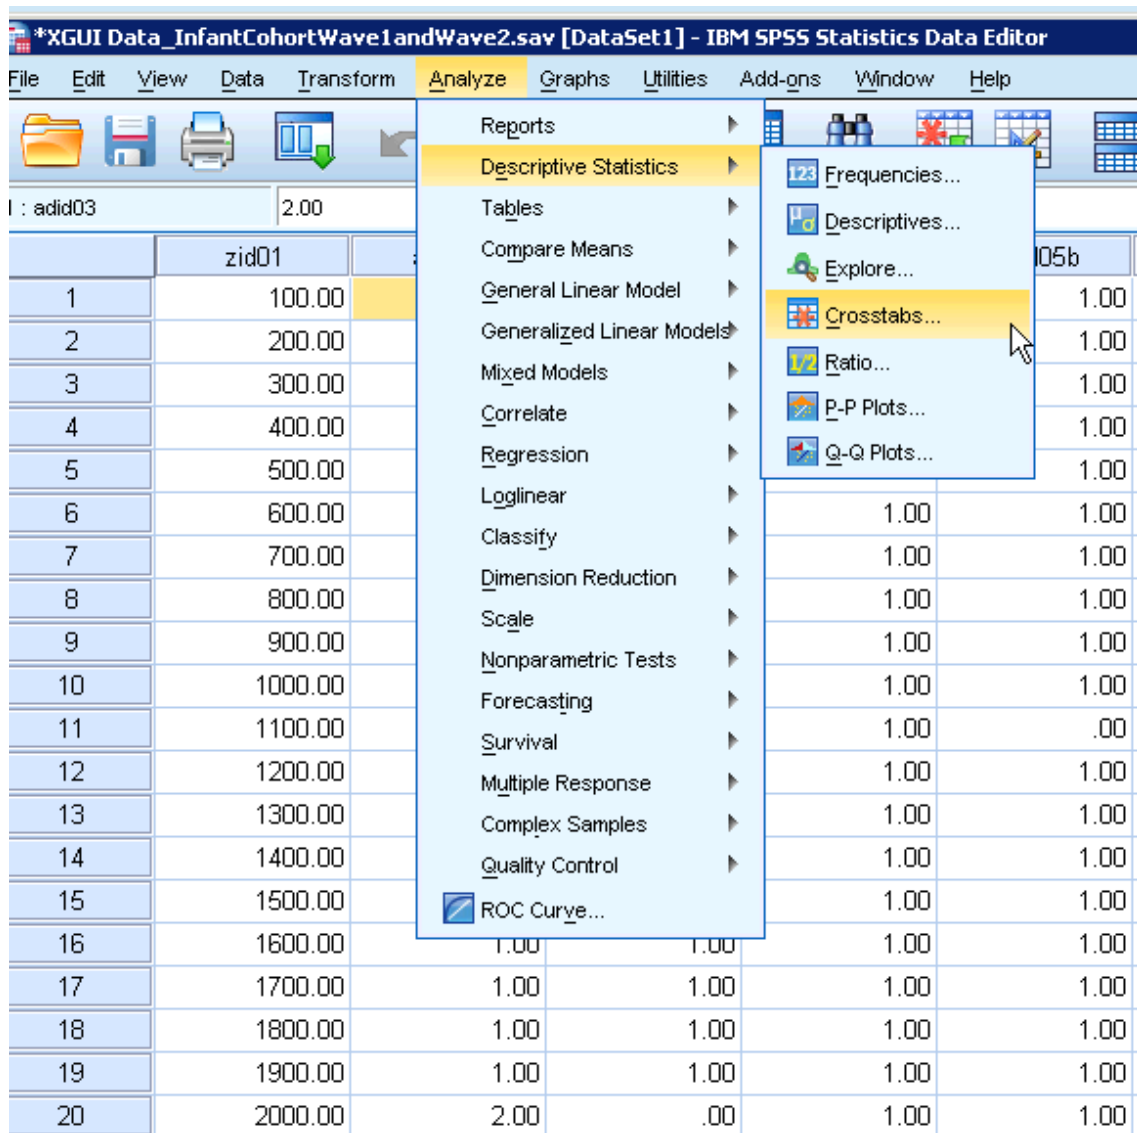 *XGUI Data_InfantCohortWave1andWave2.sav [DataSet1] - IBM SPSS Statistics Data Editor
File Edit View Data Transform Analyze Graphs Utilities Add-ons Window Help
: adid03 2.00
Reports
Descriptive Statistics
Tables
Compare Means
General Linear Model
Generalized Linear Models
Mixed Models
Correlate
Regression
Loglinear
Classify
Dimension Reduction
Scale
Nonparametric Tests
Forecasting
Survival
Multiple Response
Complex Samples
Quality Control
ROC Curve...
123 Frequencies...
μσ Descriptives...
Explore...
Crosstabs...
1/2 Ratio...
P-P Plots...
Q-Q Plots...
zid01 05b
1 100.00 1.00
2 200.00 1.00
3 300.00 1.00
4 400.00 1.00
5 500.00 1.00
6 600.00 1.00 1.00
7 700.00 1.00 1.00
8 800.00 1.00 1.00
9 900.00 1.00 1.00
10 1000.00 1.00 1.00
11 1100.00 1.00 .00
12 1200.00 1.00 1.00
13 1300.00 1.00 1.00
14 1400.00 1.00 1.00
15 1500.00 1.00 1.00
16 1600.00 1.00 1.00 1.00 1.00
17 1700.00 1.00 1.00 1.00 1.00
18 1800.00 1.00 1.00 1.00 1.00
19 1900.00 1.00 1.00 1.00 1.00
20 2000.00 2.00 .00 1.00 1.00